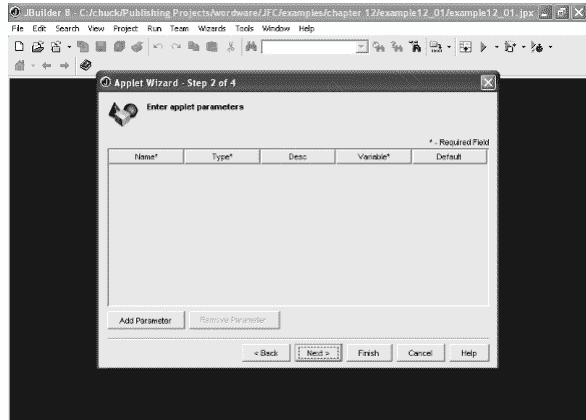 JBuilder 8 - C:/chuck/Publishing Projects/wordware/JFC/examples/chapter 12/example12_01/example12_01.jpx
File Edit Search View Project Run Team Wizards Tools Window Help
Applet Wizard - Step 2 of 4
Enter applet parameters
* - Required Field
Name* Type* Desc Variable* Default
Add Parameter Remove Parameter
< Back Next > Finish Cancel Help